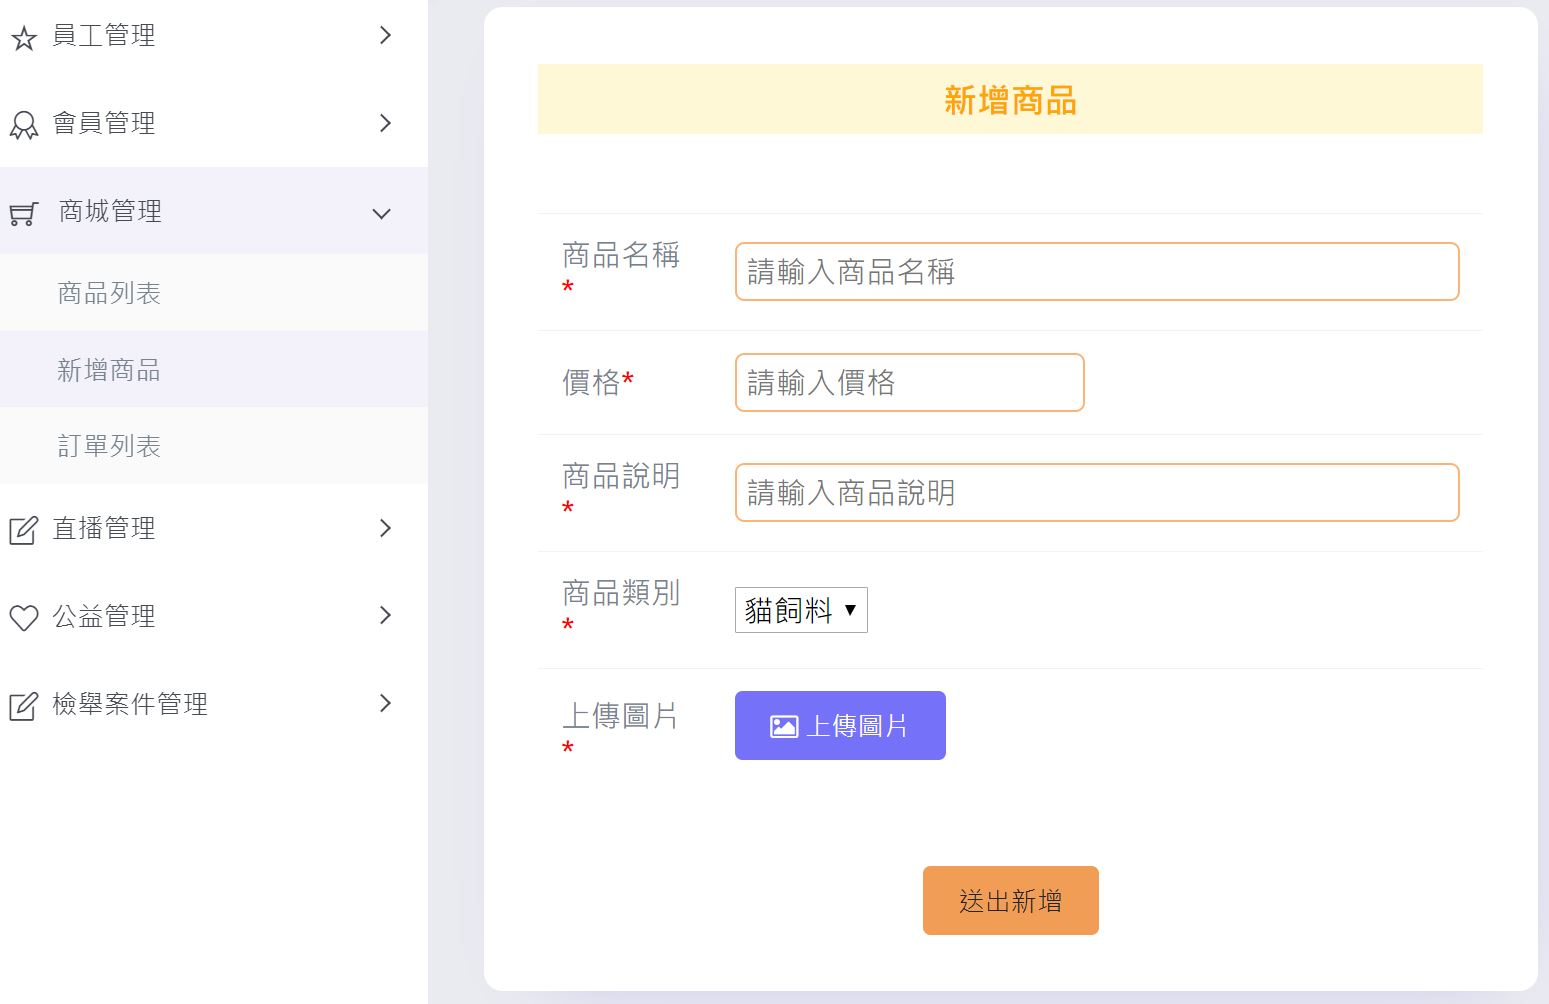 員工管理
會員管理
商城管理
商品列表
新增商品
訂單列表
直播管理
公益管理
檢舉案件管理
新增商品
商品名稱
*
請輸入商品名稱
價格*
請輸入價格
商品說明
*
請輸入商品說明
商品類別
*
貓飼料
上傳圖片
*
上傳圖片
送出新增